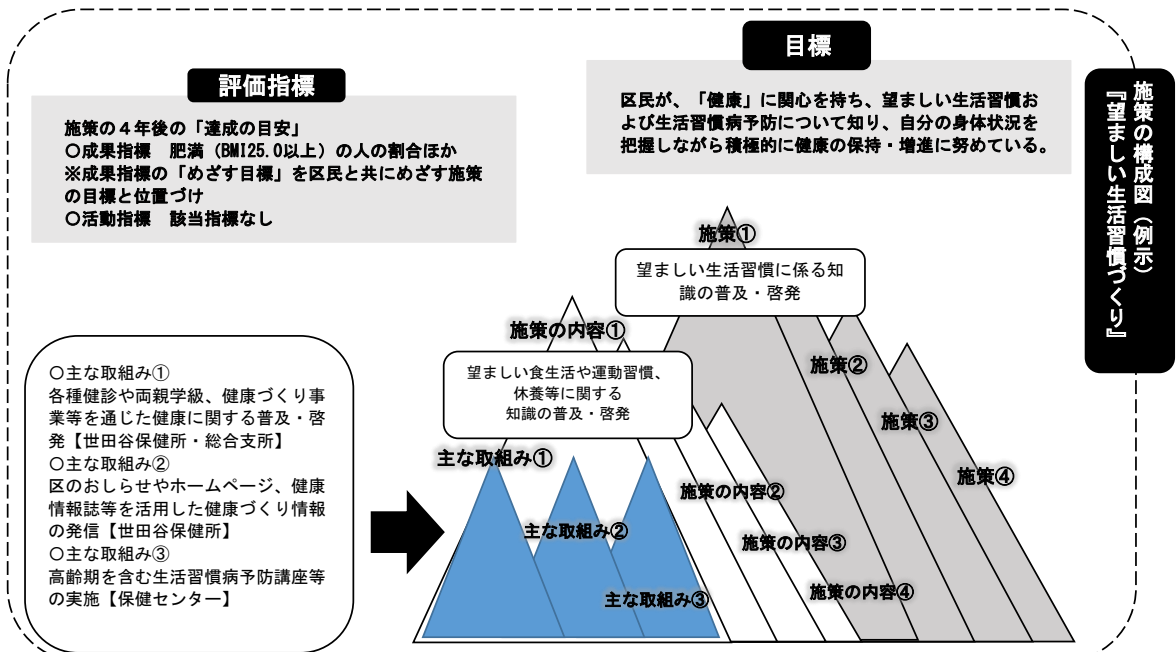 施策の構成図（例示）
『望ましい生活習慣づくり』
目標
区民が、「健康」に関心を持ち、望ましい生活習慣お
よび生活習慣病予防について知り、自分の身体状況を
把握しながら積極的に健康の保持・増進に努めている。
評価指標
施策の４年後の「達成の目安」
○成果指標　肥満（BMI25.0以上）の人の割合ほか
※成果指標の「めざす目標」を区民と共にめざす施策
の目標と位置づけ
○活動指標　該当指標なし
施策①
望ましい生活習慣に係る知
識の普及・啓発
施策②
施策③
施策④
施策の内容①
望ましい食生活や運動習慣、
休養等に関する
知識の普及・啓発
施策の内容②
施策の内容③
施策の内容④
主な取組み①
主な取組み②
主な取組み③
○主な取組み①
各種健診や両親学級、健康づくり事
業等を通じた健康に関する普及・啓
発【世田谷保健所・総合支所】
○主な取組み②
区のおしらせやホームページ、健康
情報誌等を活用した健康づくり情報
の発信【世田谷保健所】
○主な取組み③
高齢期を含む生活習慣病予防講座等
の実施【保健センター】